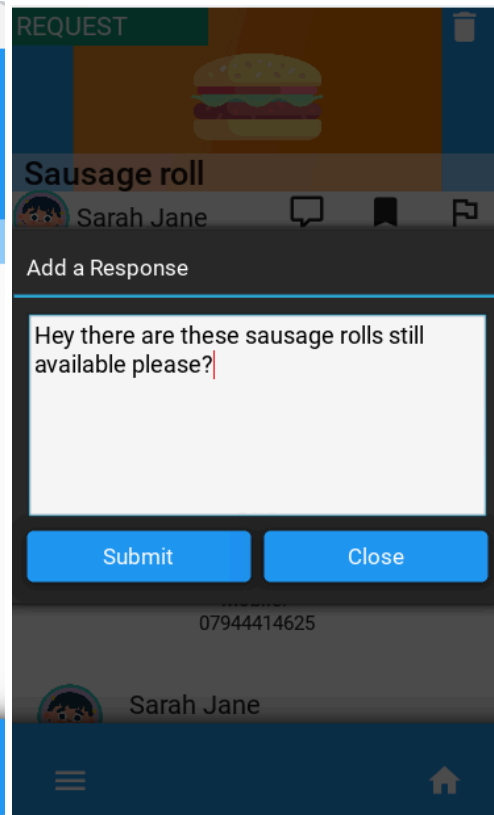 REQUEST
Sausage roll
Sarah Jane
Add a Response
Hey there are these sausage rolls still
available please?
Submit Close
07944414625
Sarah Jane